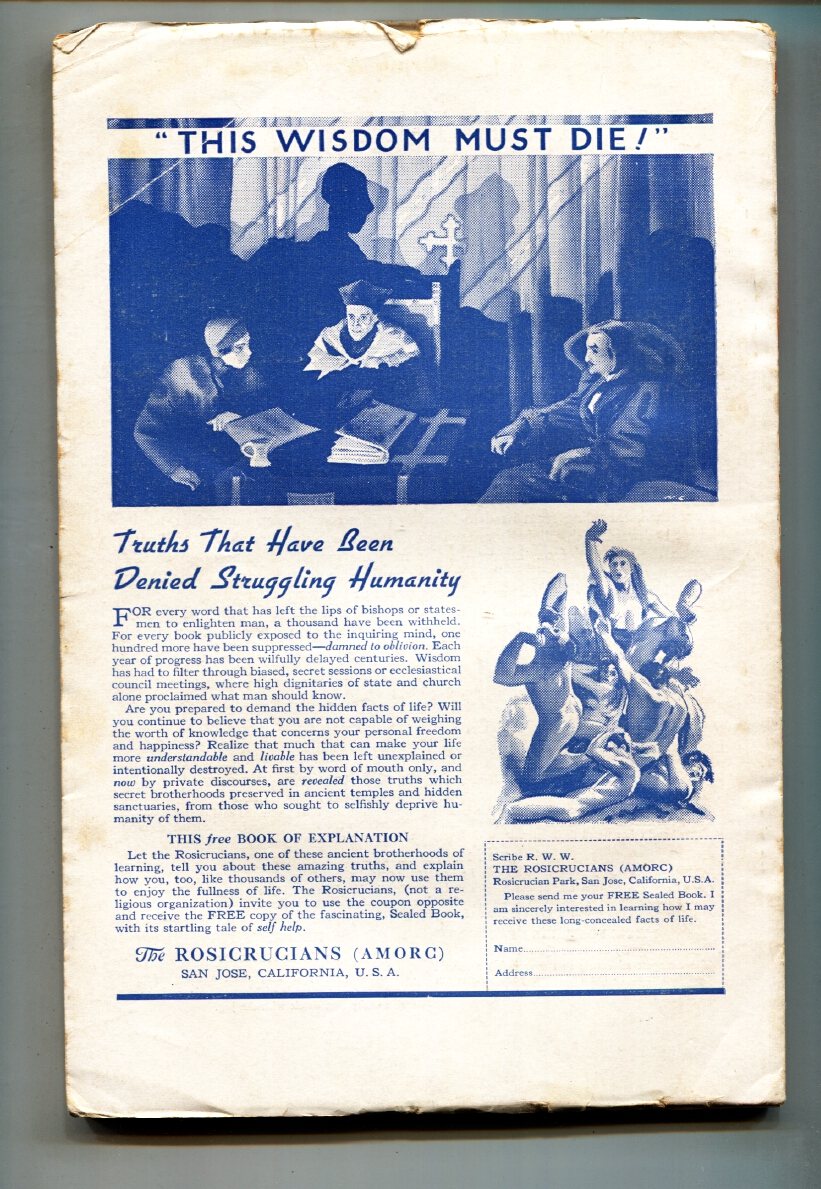 "THIS WISDOM MUST DIE!"
Truths That Have Been
Denied Struggling Humanity
FOR every word that has left the lips of bishops or states-
men to enlighten man, a thousand have been withheld.
For every book publicly exposed to the inquiring mind, one
hundred more have been suppressed—damned to oblivion. Each
year of progress has been wilfully delayed centuries. Wisdom
has had to filter through biased, secret sessions or ecclesiastical
council meetings, where high dignitaries of state and church
alone proclaimed what man should know.
Are you prepared to demand the hidden facts of life? Will
you continue to believe that you are not capable of weighing
the worth of knowledge that concerns your personal freedom
and happiness? Realize that much that can make your life
more understandable and livable has been left unexplained or
intentionally destroyed. At first by word of mouth only, and
now by private discourses, are revealed those truths which
secret brotherhoods preserved in ancient temples and hidden
sanctuaries, from those who sought to selfishly deprive hu-
manity of them.
THIS free BOOK OF EXPLANATION
Let the Rosicrucians, one of these ancient brotherhoods of
learning, tell you about these amazing truths, and explain
how you, too, like thousands of others, may now use them
to enjoy the fullness of life. The Rosicrucians, (not a re-
ligious organization) invite you to use the coupon opposite
and receive the FREE copy of the fascinating, Sealed Book,
with its startling tale of self help.
The ROSICRUCIANS (AMORC)
SAN JOSE, CALIFORNIA, U. S. A.
Scribe R. W. W.
THE ROSICRUCIANS (AMORC)
Rosicrucian Park, San Jose, California, U.S.A.
Please send me your FREE Sealed Book. I
am sincerely interested in learning how I may
receive these long-concealed facts of life.
Name
Address